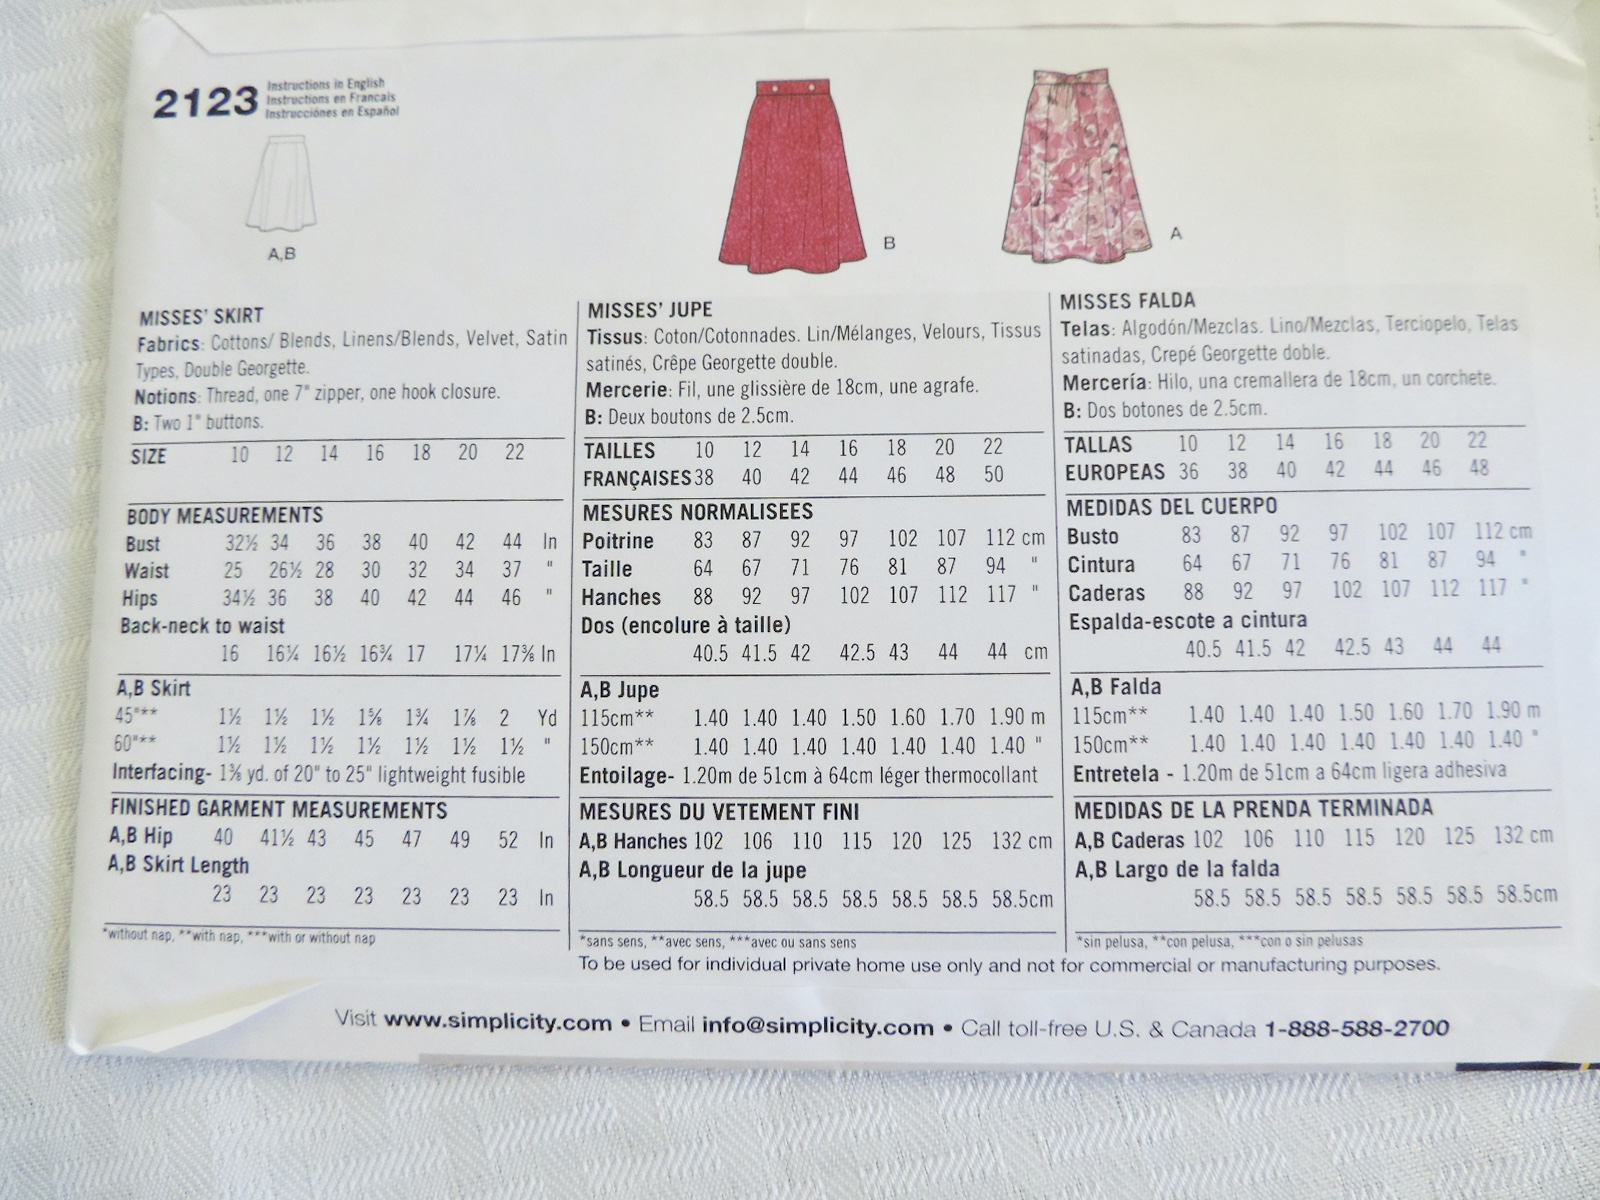 2123
Instructions in English
Instructions en Francais
Instrucciónes en Español
A,B
B
A
MISSES' SKIRT
Fabrics: Cottons/ Blends, Linens/Blends, Velvet, Satin
Types, Double Georgette.
Notions: Thread, one 7" zipper, one hook closure.
B: Two 1" buttons.
SIZE 10 12 14 16 18 20 22
BODY MEASUREMENTS
Bust 32½ 34 36 38 40 42 44 In
Waist 25 26½ 28 30 32 34 37 "
Hips 34½ 36 38 40 42 44 46 "
Back-neck to waist
16 16¼ 16½ 16¾ 17 17¼ 17⅜ In
A,B Skirt
45"** 1½ 1½ 1½ 1⅝ 1¾ 1⅞ 2 Yd
60"** 1½ 1½ 1½ 1½ 1½ 1½ 1½ "
Interfacing- 1⅜ yd. of 20" to 25" lightweight fusible
FINISHED GARMENT MEASUREMENTS
A,B Hip 40 41½ 43 45 47 49 52 In
A,B Skirt Length
23 23 23 23 23 23 23 In
*without nap, **with nap, ***with or without nap
MISSES' JUPE
Tissus: Coton/Cotonnades. Lin/Mélanges, Velours, Tissus
satinés, Crêpe Georgette double.
Mercerie: Fil, une glissière de 18cm, une agrafe.
B: Deux boutons de 2.5cm.
TAILLES 10 12 14 16 18 20 22
FRANÇAISES 38 40 42 44 46 48 50
MESURES NORMALISEES
Poitrine 83 87 92 97 102 107 112 cm
Taille 64 67 71 76 81 87 94 "
Hanches 88 92 97 102 107 112 117 "
Dos (encolure à taille)
40.5 41.5 42 42.5 43 44 44 cm
A,B Jupe
115cm** 1.40 1.40 1.40 1.50 1.60 1.70 1.90 m
150cm** 1.40 1.40 1.40 1.40 1.40 1.40 1.40 "
Entoilage- 1.20m de 51cm à 64cm léger thermocollant
MESURES DU VETEMENT FINI
A,B Hanches 102 106 110 115 120 125 132 cm
A,B Longueur de la jupe
58.5 58.5 58.5 58.5 58.5 58.5 58.5cm
*sans sens, **avec sens, ***avec ou sans sens
MISSES FALDA
Telas: Algodón/Mezclas. Lino/Mezclas, Terciopelo, Telas
satinadas, Crepé Georgette doble.
Mercería: Hilo, una cremallera de 18cm, un corchete.
B: Dos botones de 2.5cm.
TALLAS 10 12 14 16 18 20 22
EUROPEAS 36 38 40 42 44 46 48
MEDIDAS DEL CUERPO
Busto 83 87 92 97 102 107 112 cm
Cintura 64 67 71 76 81 87 94 "
Caderas 88 92 97 102 107 112 117 "
Espalda-escote a cintura
40.5 41.5 42 42.5 43 44 44
A,B Falda
115cm** 1.40 1.40 1.40 1.50 1.60 1.70 1.90 m
150cm** 1.40 1.40 1.40 1.40 1.40 1.40 1.40 "
Entretela - 1.20m de 51cm a 64cm ligera adhesiva
MEDIDAS DE LA PRENDA TERMINADA
A,B Caderas 102 106 110 115 120 125 132 cm
A,B Largo de la falda
58.5 58.5 58.5 58.5 58.5 58.5 58.5cm
*sin pelusa, **con pelusa, ***con o sin pelusas
To be used for individual private home use only and not for commercial or manufacturing purposes.
Visit www.simplicity.com • Email info@simplicity.com • Call toll-free U.S. & Canada 1-888-588-2700